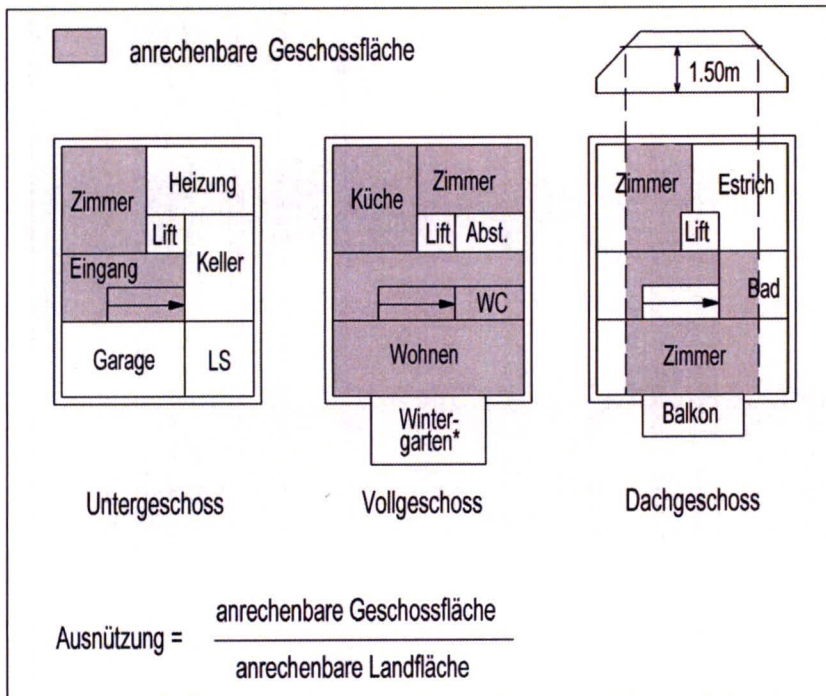 anrechenbare Geschossfläche
1.50m
Zimmer
Heizung
Lift
Keller
Eingang
Garage
LS
Untergeschoss
Küche
Zimmer
Lift
Abst.
WC
Wohnen
Winter-
garten*
Vollgeschoss
Zimmer
Estrich
Lift
Bad
Zimmer
Balkon
Dachgeschoss
Ausnützung =
anrechenbare Geschossfläche
anrechenbare Landfläche